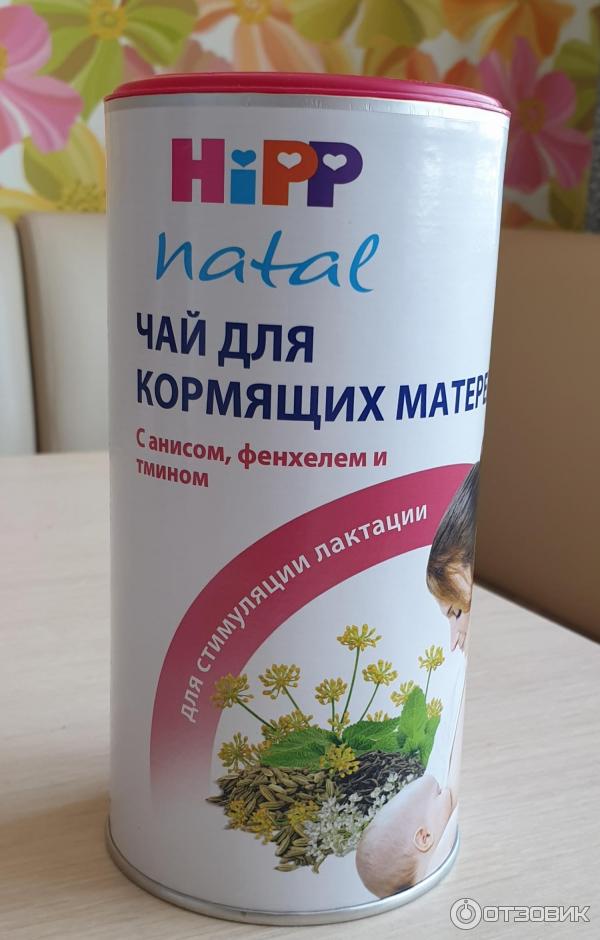 HiPP
natal
ЧАЙ ДЛЯ
КОРМЯЩИХ МАТЕРЕ
С анисом, фенхелем и
тмином
для стимуляции лактации
ОТЗОВИК